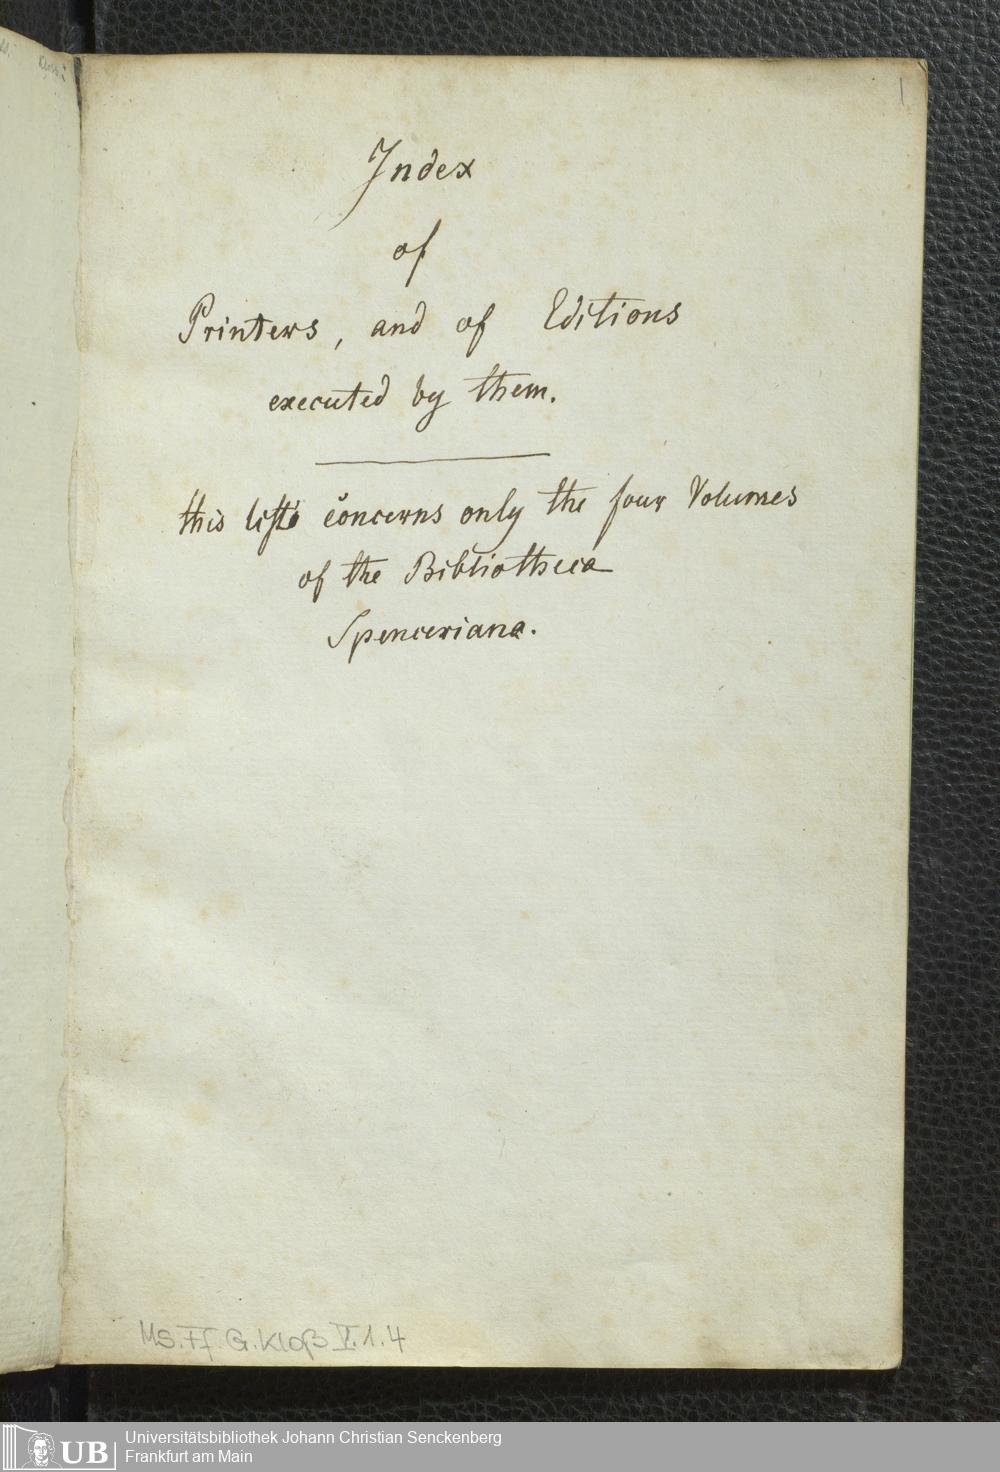 1
Index
of
Printers, and of Editions
executed by them.
this list concerns only the four Volumes
of the Bibliotheca
Spenceriana.
Ms. Ff. G. Kloß V. 1. 4
UB
Universitätsbibliothek Johann Christian Senckenberg
Frankfurt am Main